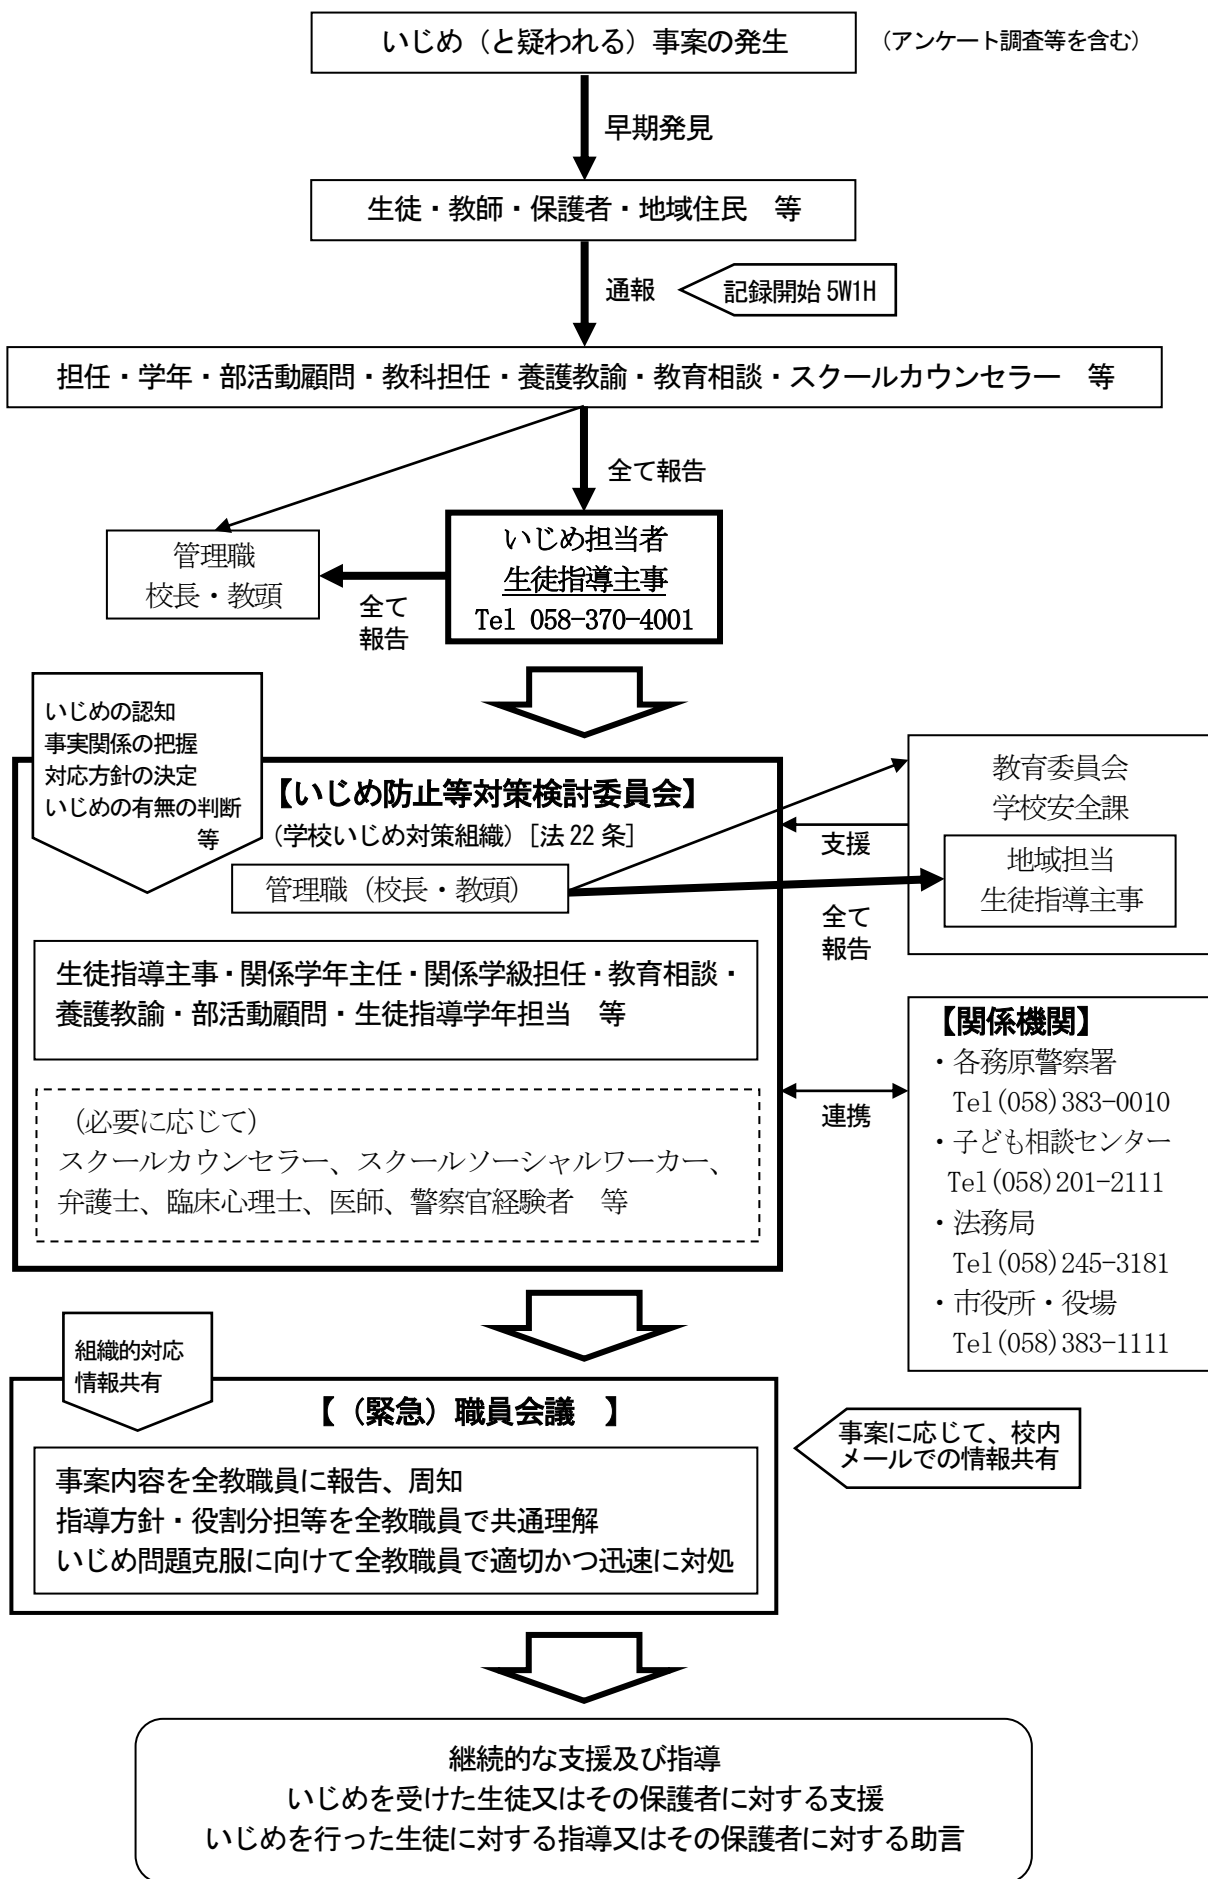 いじめ（と疑われる）事案の発生
（アンケート調査等を含む）
早期発見
生徒・教師・保護者・地域住民　等
通報
記録開始 5W1H
担任・学年・部活動顧問・教科担任・養護教諭・教育相談・スクールカウンセラー　等
全て報告
いじめ担当者
生徒指導主事
Tel 058-370-4001
管理職
校長・教頭
全て
報告
いじめの認知
事実関係の把握
対応方針の決定
いじめの有無の判断
等
【いじめ防止等対策検討委員会】
（学校いじめ対策組織）［法 22 条］
管理職（校長・教頭）
生徒指導主事・関係学年主任・関係学級担任・教育相談・
養護教諭・部活動顧問・生徒指導学年担当　等
（必要に応じて）
スクールカウンセラー、スクールソーシャルワーカー、
弁護士、臨床心理士、医師、警察官経験者　等
教育委員会
学校安全課
地域担当
生徒指導主事
支援
全て
報告
連携
【関係機関】
・各務原警察署
Tel(058)383-0010
・子ども相談センター
Tel(058)201-2111
・法務局
Tel(058)245-3181
・市役所・役場
Tel(058)383-1111
組織的対応
情報共有
【（緊急）職員会議　】
事案内容を全教職員に報告、周知
指導方針・役割分担等を全教職員で共通理解
いじめ問題克服に向けて全教職員で適切かつ迅速に対処
事案に応じて、校内
メールでの情報共有
継続的な支援及び指導
いじめを受けた生徒又はその保護者に対する支援
いじめを行った生徒に対する指導又はその保護者に対する助言